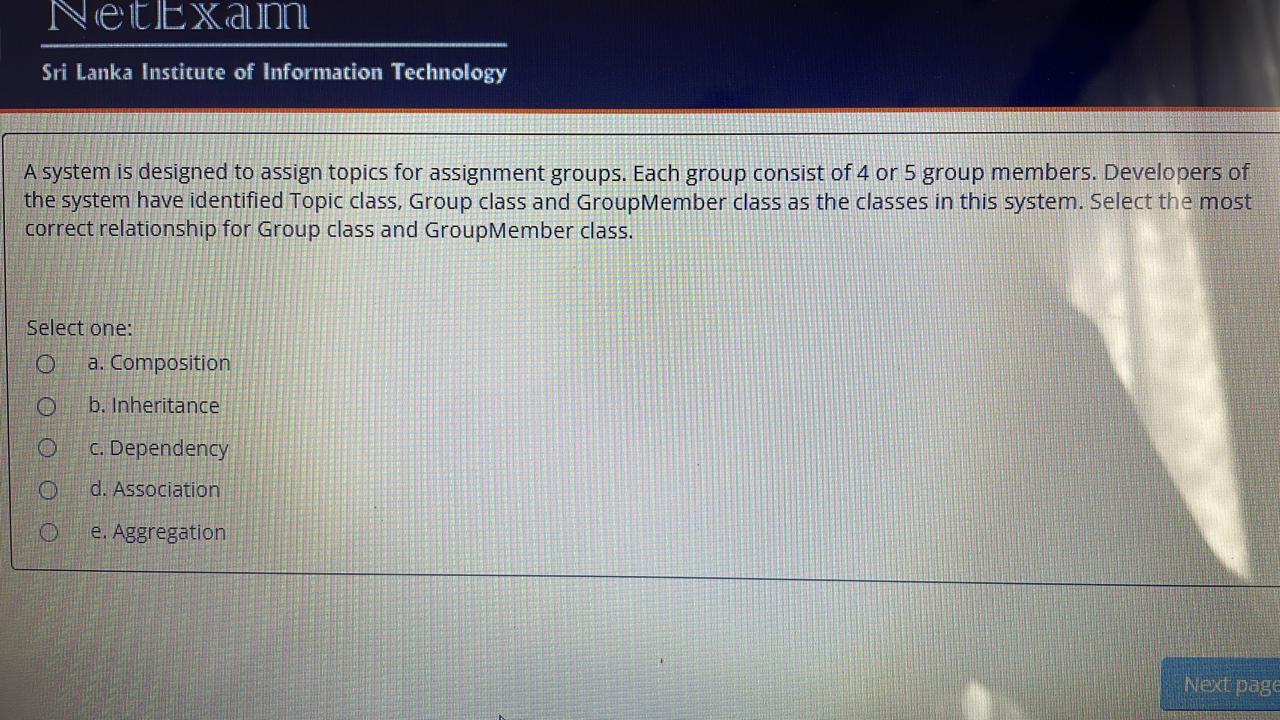 NetExam
Sri Lanka Institute of Information Technology
A system is designed to assign topics for assignment groups. Each group consist of 4 or 5 group members. Developers of
the system have identified Topic class, Group class and GroupMember class as the classes in this system. Select the most
correct relationship for Group class and GroupMember class.
Select one:
a. Composition
b. Inheritance
c. Dependency
d. Association
e. Aggregation
Next page